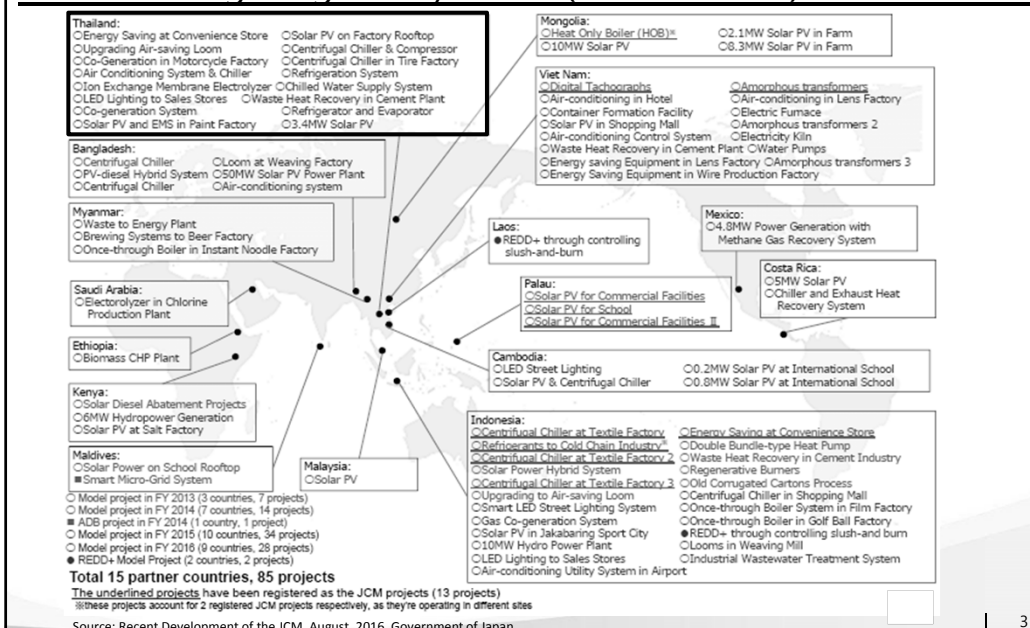 Thailand:
○Energy Saving at Convenience Store ○Solar PV on Factory Rooftop
○Upgrading Air-saving Loom ○Centrifugal Chiller & Compressor
○Co-Generation in Motorcycle Factory ○Centrifugal Chiller in Tire Factory
○Air Conditioning System & Chiller ○Refrigeration System
○Ion Exchange Membrane Electrolyzer ○Chilled Water Supply System
○LED Lighting to Sales Stores ○Waste Heat Recovery in Cement Plant
○Co-generation System ○Refrigerator and Evaporator
○Solar PV and EMS in Paint Factory ○3.4MW Solar PV
Mongolia:
○Heat Only Boiler (HOB)※ ○2.1MW Solar PV in Farm
○10MW Solar PV ○8.3MW Solar PV in Farm
Viet Nam:
○Digital Tachographs ○Amorphous transformers
○Air-conditioning in Hotel ○Air-conditioning in Lens Factory
○Container Formation Facility ○Electric Furnace
○Solar PV in Shopping Mall ○Amorphous transformers 2
○Air-conditioning Control System ○Electricity Kiln
○Waste Heat Recovery in Cement Plant ○Water Pumps
○Energy saving Equipment in Lens Factory ○Amorphous transformers 3
○Energy Saving Equipment in Wire Production Factory
Bangladesh:
○Centrifugal Chiller ○Loom at Weaving Factory
○PV-diesel Hybrid System ○50MW Solar PV Power Plant
○Centrifugal Chiller ○Air-conditioning system
Myanmar:
○Waste to Energy Plant
○Brewing Systems to Beer Factory
○Once-through Boiler in Instant Noodle Factory
Laos:
●REDD+ through controlling
slush-and-burn
Mexico:
○4.8MW Power Generation with
Methane Gas Recovery System
Costa Rica:
○5MW Solar PV
○Chiller and Exhaust Heat
Recovery System
Saudi Arabia:
○Electorolyzer in Chlorine
Production Plant
Palau:
○Solar PV for Commercial Facilities
○Solar PV for School
○Solar PV for Commercial Facilities Ⅱ
Ethiopia:
○Biomass CHP Plant
Cambodia:
○LED Street Lighting ○0.2MW Solar PV at International School
○Solar PV & Centrifugal Chiller ○0.8MW Solar PV at International School
Kenya:
○Solar Diesel Abatement Projects
○6MW Hydropower Generation
○Solar PV at Salt Factory
Maldives:
○Solar Power on School Rooftop
■Smart Micro-Grid System
Malaysia:
○Solar PV
Indonesia:
○Centrifugal Chiller at Textile Factory ○Energy Saving at Convenience Store
○Refrigerants to Cold Chain Industry※ ○Double Bundle-type Heat Pump
○Centrifugal Chiller at Textile Factory 2 ○Waste Heat Recovery in Cement Industry
○Solar Power Hybrid System ○Regenerative Burners
○Centrifugal Chiller at Textile Factory 3 ○Old Corrugated Cartons Process
○Upgrading to Air-saving Loom ○Centrifugal Chiller in Shopping Mall
○Smart LED Street Lighting System ○Once-through Boiler System in Film Factory
○Gas Co-generation System ○Once-through Boiler in Golf Ball Factory
○Solar PV in Jakabaring Sport City ●REDD+ through controlling slush-and burn
○10MW Hydro Power Plant ○Looms in Weaving Mill
○LED Lighting to Sales Stores ○Industrial Wastewater Treatment System
○Air-conditioning Utility System in Airport
○ Model project in FY 2013 (3 countries, 7 projects)
○ Model project in FY 2014 (7 countries, 14 projects)
■ ADB project in FY 2014 (1 country, 1 project)
○ Model project in FY 2015 (10 countries, 34 projects)
○ Model project in FY 2016 (9 countries, 28 projects)
● REDD+ Model Project (2 countries, 2 projects)
Total 15 partner countries, 85 projects
The underlined projects have been registered as the JCM projects (13 projects)
※these projects account for 2 registered JCM projects respectively, as they're operating in different sites
Source: Recent Development of the JCM, August, 2016, Government of Japan
3